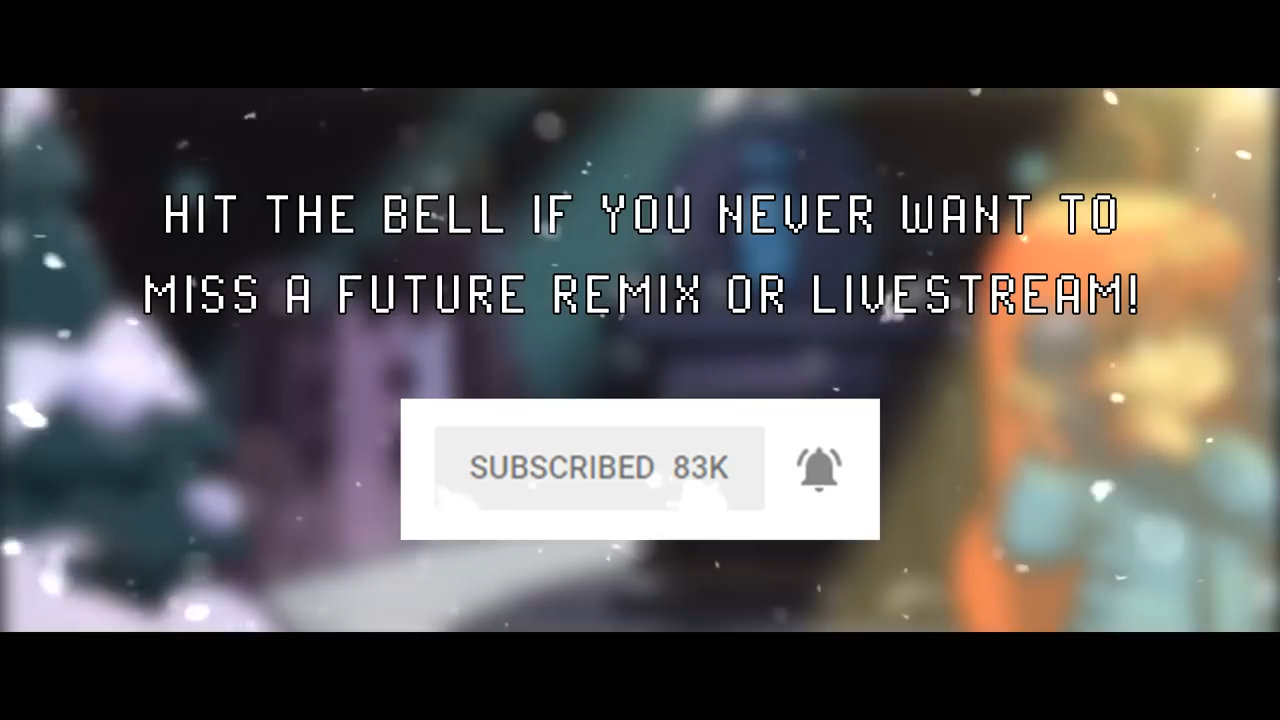 HIT THE BELL IF YOU NEVER WANT TO
MISS A FUTURE REMIX OR LIVESTREAM!
SUBSCRIBED 83K